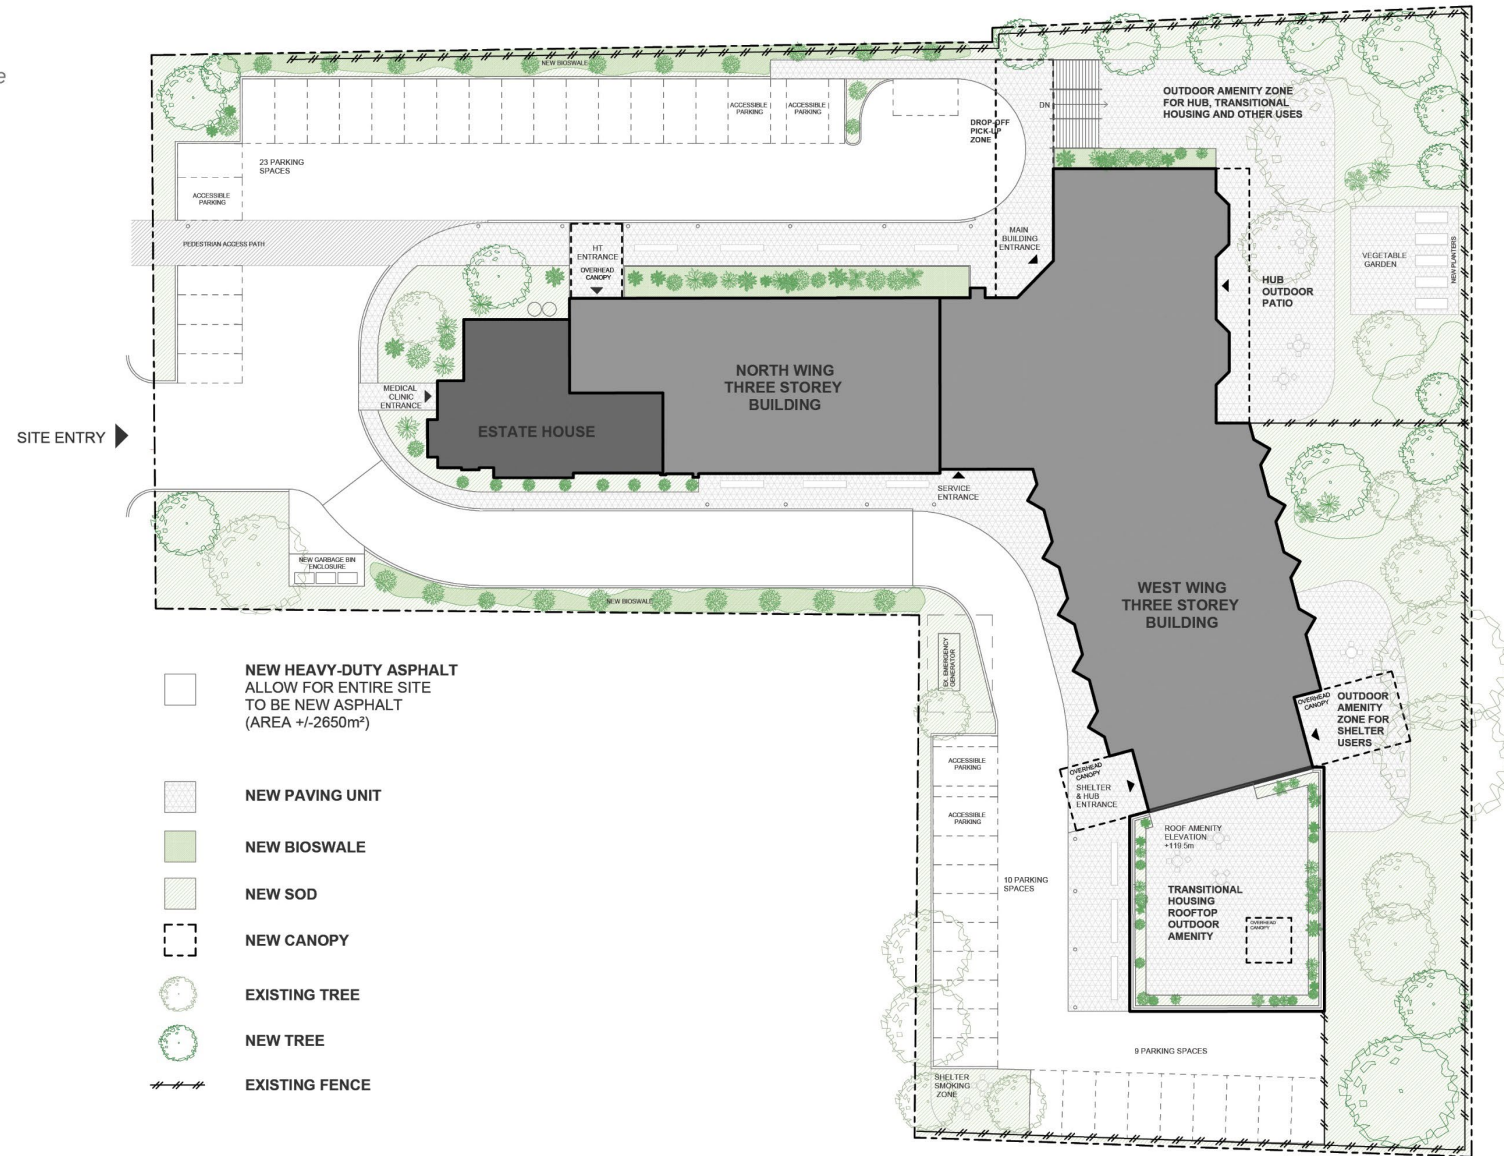 e
NEW BIOSWALE
ACCESSIBLE
PARKING
ACCESSIBLE
PARKING
DROP-OFF
PICK-UP
ZONE
DN
OUTDOOR AMENITY ZONE
FOR HUB, TRANSITIONAL
HOUSING AND OTHER USES
23 PARKING
SPACES
ACCESSIBLE
PARKING
PEDESTRIAN ACCESS PATH
HT
ENTRANCE
OVERHEAD
CANOPY
MAIN
BUILDING
ENTRANCE
HUB
OUTDOOR
PATIO
VEGETABLE
GARDEN
NEW PLANTERS
MEDICAL
CLINIC
ENTRANCE
ESTATE HOUSE
NORTH WING
THREE STOREY
BUILDING
SITE ENTRY
SERVICE
ENTRANCE
NEW GARBAGE BIN
ENCLOSURE
NEW BIOSWALE
WEST WING
THREE STOREY
BUILDING
EX. EMERGENCY
GENERATOR
OVERHEAD
CANOPY
OUTDOOR
AMENITY
ZONE FOR
SHELTER
USERS
ACCESSIBLE
PARKING
ACCESSIBLE
PARKING
OVERHEAD
CANOPY
SHELTER
& HUB
ENTRANCE
ROOF AMENITY
ELEVATION
+119.5m
10 PARKING
SPACES
TRANSITIONAL
HOUSING
ROOFTOP
OUTDOOR
AMENITY
OVERHEAD
CANOPY
9 PARKING SPACES
SHELTER
SMOKING
ZONE
NEW HEAVY-DUTY ASPHALT
ALLOW FOR ENTIRE SITE
TO BE NEW ASPHALT
(AREA +/-2650m²)
NEW PAVING UNIT
NEW BIOSWALE
NEW SOD
NEW CANOPY
EXISTING TREE
NEW TREE
EXISTING FENCE